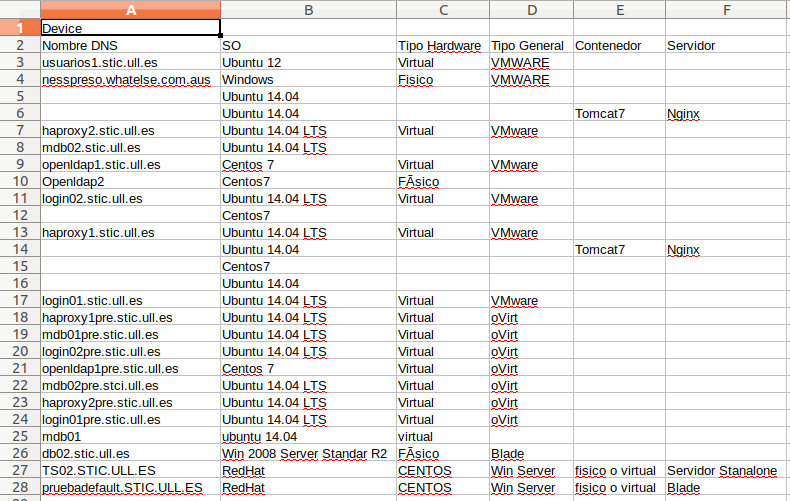 A B C D E F
1 Device
2 Nombre DNS SO Tipo Hardware Tipo General Contenedor Servidor
3 usuarios1.stic.ull.es Ubuntu 12 Virtual VMWARE
4 nesspreso.whatelse.com.aus Windows Fisico VMWARE
5 Ubuntu 14.04
6 Ubuntu 14.04 Tomcat7 Nginx
7 haproxy2.stic.ull.es Ubuntu 14.04 LTS Virtual VMware
8 mdb02.stic.ull.es Ubuntu 14.04 LTS
9 openldap1.stic.ull.es Centos 7 Virtual VMware
10 Openldap2 Centos7 FÃsico
11 login02.stic.ull.es Ubuntu 14.04 LTS Virtual VMware
12 Centos7
13 haproxy1.stic.ull.es Ubuntu 14.04 LTS Virtual VMware
14 Ubuntu 14.04 Tomcat7 Nginx
15 Centos7
16 Ubuntu 14.04
17 login01.stic.ull.es Ubuntu 14.04 LTS Virtual VMware
18 haproxy1pre.stic.ull.es Ubuntu 14.04 LTS Virtual oVirt
19 mdb01pre.stic.ull.es Ubuntu 14.04 LTS Virtual oVirt
20 login02pre.stic.ull.es Ubuntu 14.04 LTS Virtual oVirt
21 openldap1pre.stic.ull.es Centos 7 Virtual oVirt
22 mdb02pre.stci.ull.es Ubuntu 14.04 LTS Virtual oVirt
23 haproxy2pre.stic.ull.es Ubuntu 14.04 LTS Virtual oVirt
24 login01pre.stic.ull.es Ubuntu 14.04 LTS Virtual oVirt
25 mdb01 ubuntu 14.04 virtual
26 db02.stic.ull.es Win 2008 Server Standar R2 FÃsico Blade
27 TS02.STIC.ULL.ES RedHat CENTOS Win Server fisico o virtual Servidor Stanalone
28 pruebadefault.STIC.ULL.ES RedHat CENTOS Win Server fisico o virtual Blade